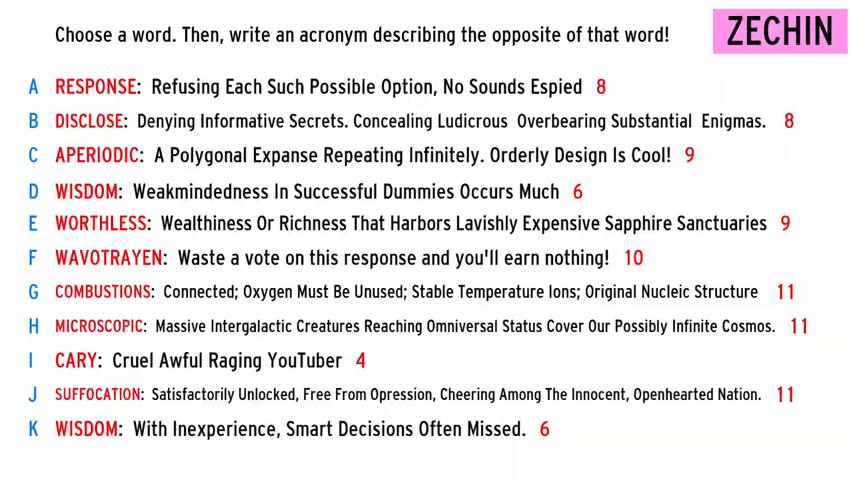 Choose a word. Then, write an acronym describing the opposite of that word!
ZECHIN
A RESPONSE: Refusing Each Such Possible Option, No Sounds Espied 8
B DISCLOSE: Denying Informative Secrets. Concealing Ludicrous Overbearing Substantial Enigmas. 8
C APERIODIC: A Polygonal Expanse Repeating Infinitely. Orderly Design Is Cool! 9
D WISDOM: Weakmindedness In Successful Dummies Occurs Much 6
E WORTHLESS: Wealthiness Or Richness That Harbors Lavishly Expensive Sapphire Sanctuaries 9
F WAVOTRAYEN: Waste a vote on this response and you'll earn nothing! 10
G COMBUSTIONS: Connected; Oxygen Must Be Unused; Stable Temperature Ions; Original Nucleic Structure 11
H MICROSCOPIC: Massive Intergalactic Creatures Reaching Omniversal Status Cover Our Possibly Infinite Cosmos. 11
I CARY: Cruel Awful Raging YouTuber 4
J SUFFOCATION: Satisfactorily Unlocked, Free From Opression, Cheering Among The Innocent, Openhearted Nation. 11
K WISDOM: With Inexperience, Smart Decisions Often Missed. 6